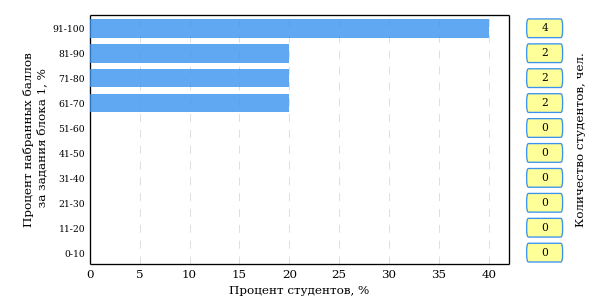 91-100 4
81-90 2
71-80 2
61-70 2
51-60 0
41-50 0
31-40 0
21-30 0
11-20 0
0-10 0
0 5 10 15 20 25 30 35 40
Процент студентов, %
Процент набранных баллов
за задания блока 1, %
Количество студентов, чел.